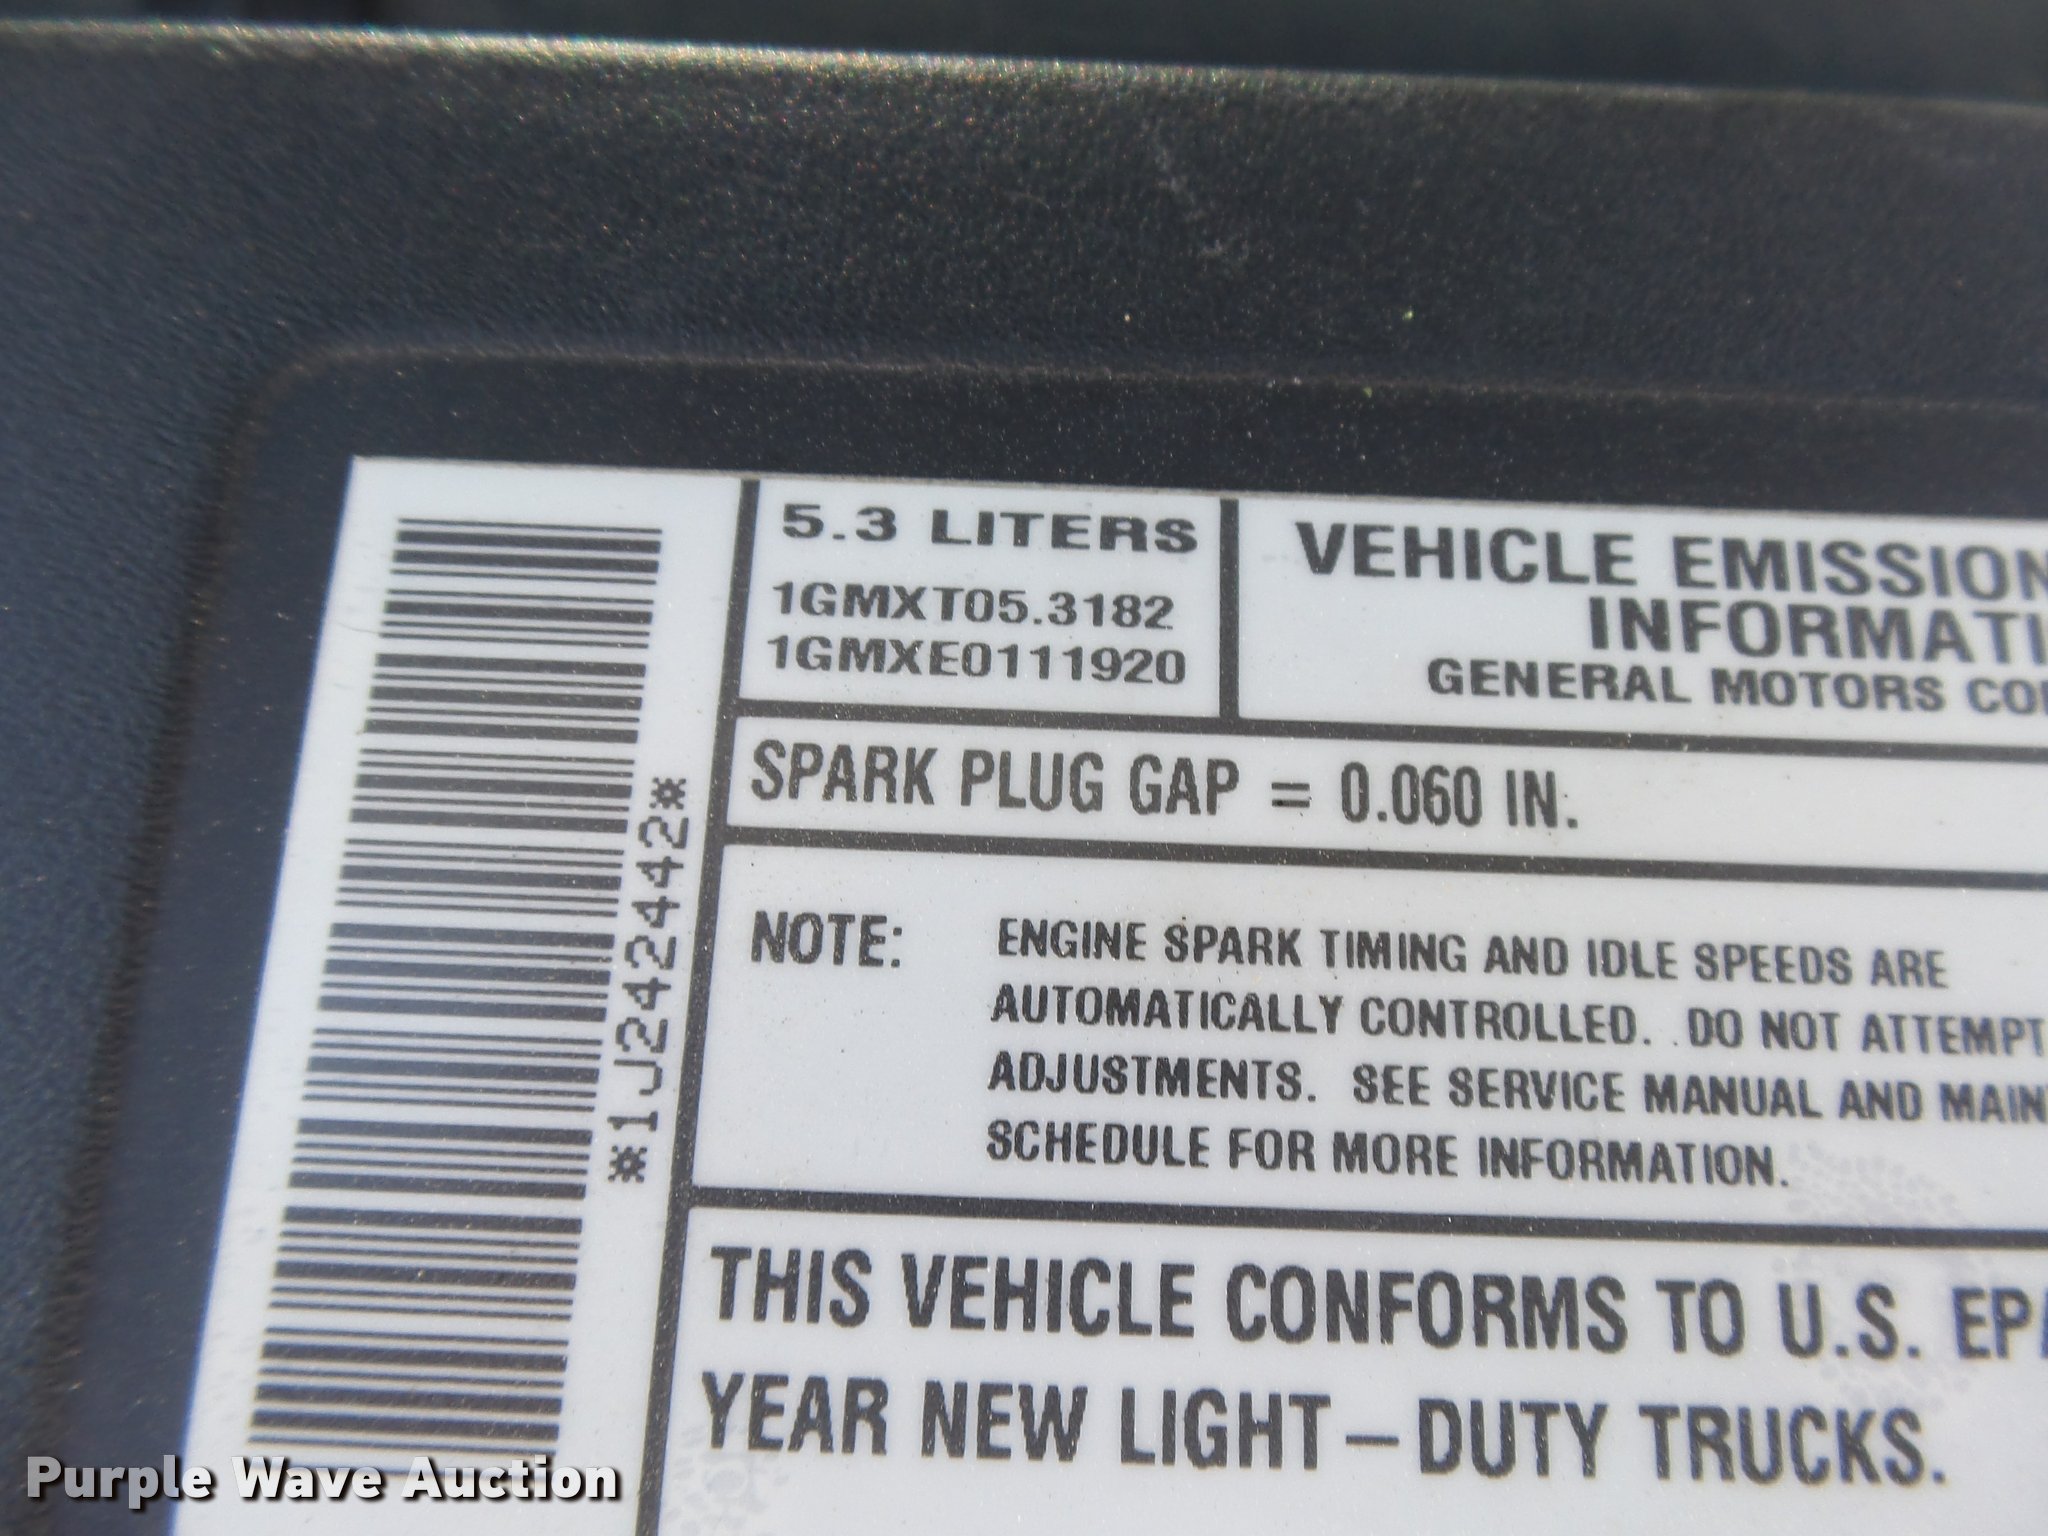 5.3 LITERS
1GMXT05.3182
1GMXE0111920
VEHICLE EMISSION
INFORMATI
GENERAL MOTORS CO
SPARK PLUG GAP = 0.060 IN.
NOTE: ENGINE SPARK TIMING AND IDLE SPEEDS ARE
AUTOMATICALLY CONTROLLED. DO NOT ATTEMPT
ADJUSTMENTS. SEE SERVICE MANUAL AND MAIN
SCHEDULE FOR MORE INFORMATION.
THIS VEHICLE CONFORMS TO U.S. EPA
YEAR NEW LIGHT-DUTY TRUCKS.
*1J242442*
Purple Wave Auction